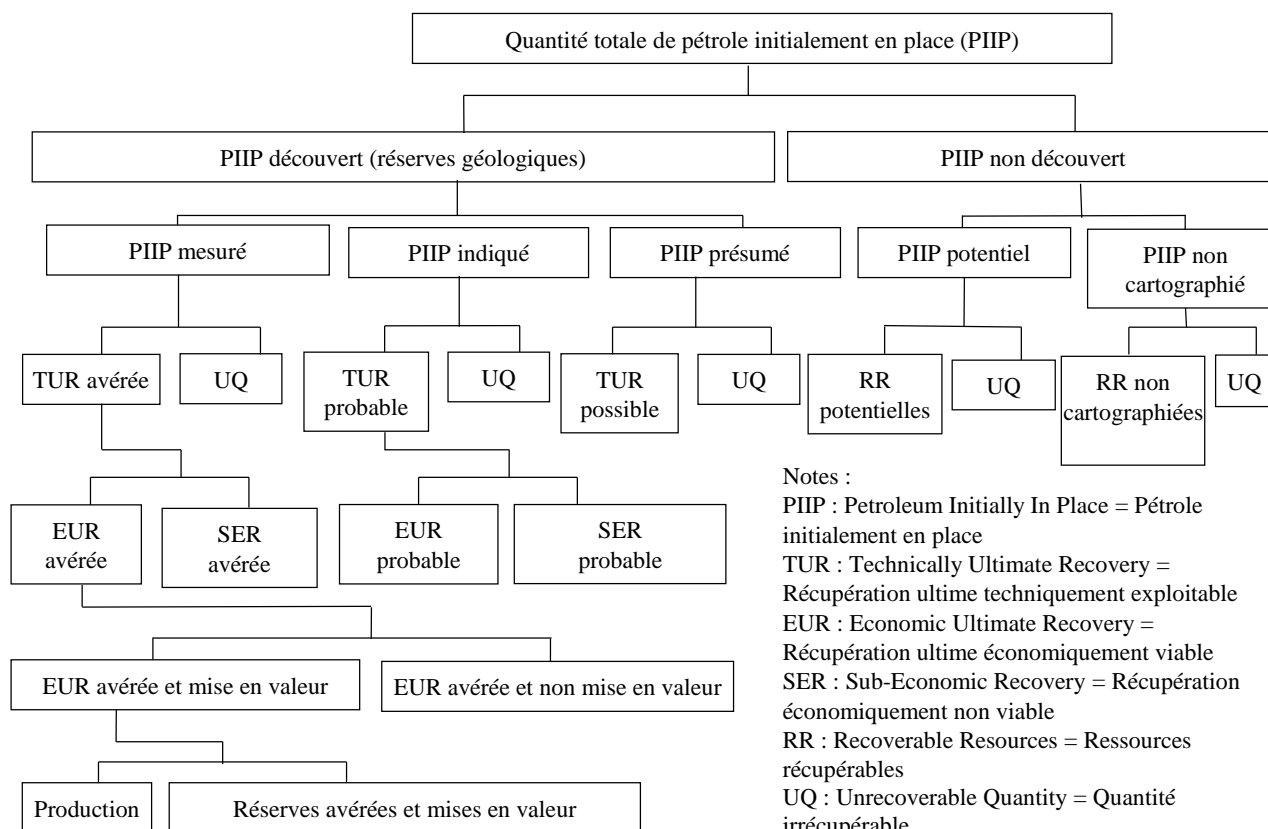 Quantité totale de pétrole initialement en place (PIIP)
PIIP découvert (réserves géologiques)
PIIP non découvert
PIIP mesuré
PIIP indiqué
PIIP présumé
PIIP potentiel
PIIP non
cartographié
TUR avérée
UQ
TUR
probable
UQ
TUR
possible
UQ
RR
potentielles
UQ
RR non
cartographiées
UQ
EUR
avérée
SER
avérée
EUR
probable
SER
probable
EUR avérée et mise en valeur
EUR avérée et non mise en valeur
Production
Réserves avérées et mises en valeur
Notes :
PIIP : Petroleum Initially In Place = Pétrole
initialement en place
TUR : Technically Ultimate Recovery =
Récupération ultime techniquement exploitable
EUR : Economic Ultimate Recovery =
Récupération ultime économiquement viable
SER : Sub-Economic Recovery = Récupération
économiquement non viable
RR : Recoverable Resources = Ressources
récupérables
UQ : Unrecoverable Quantity = Quantité
irrécupérable